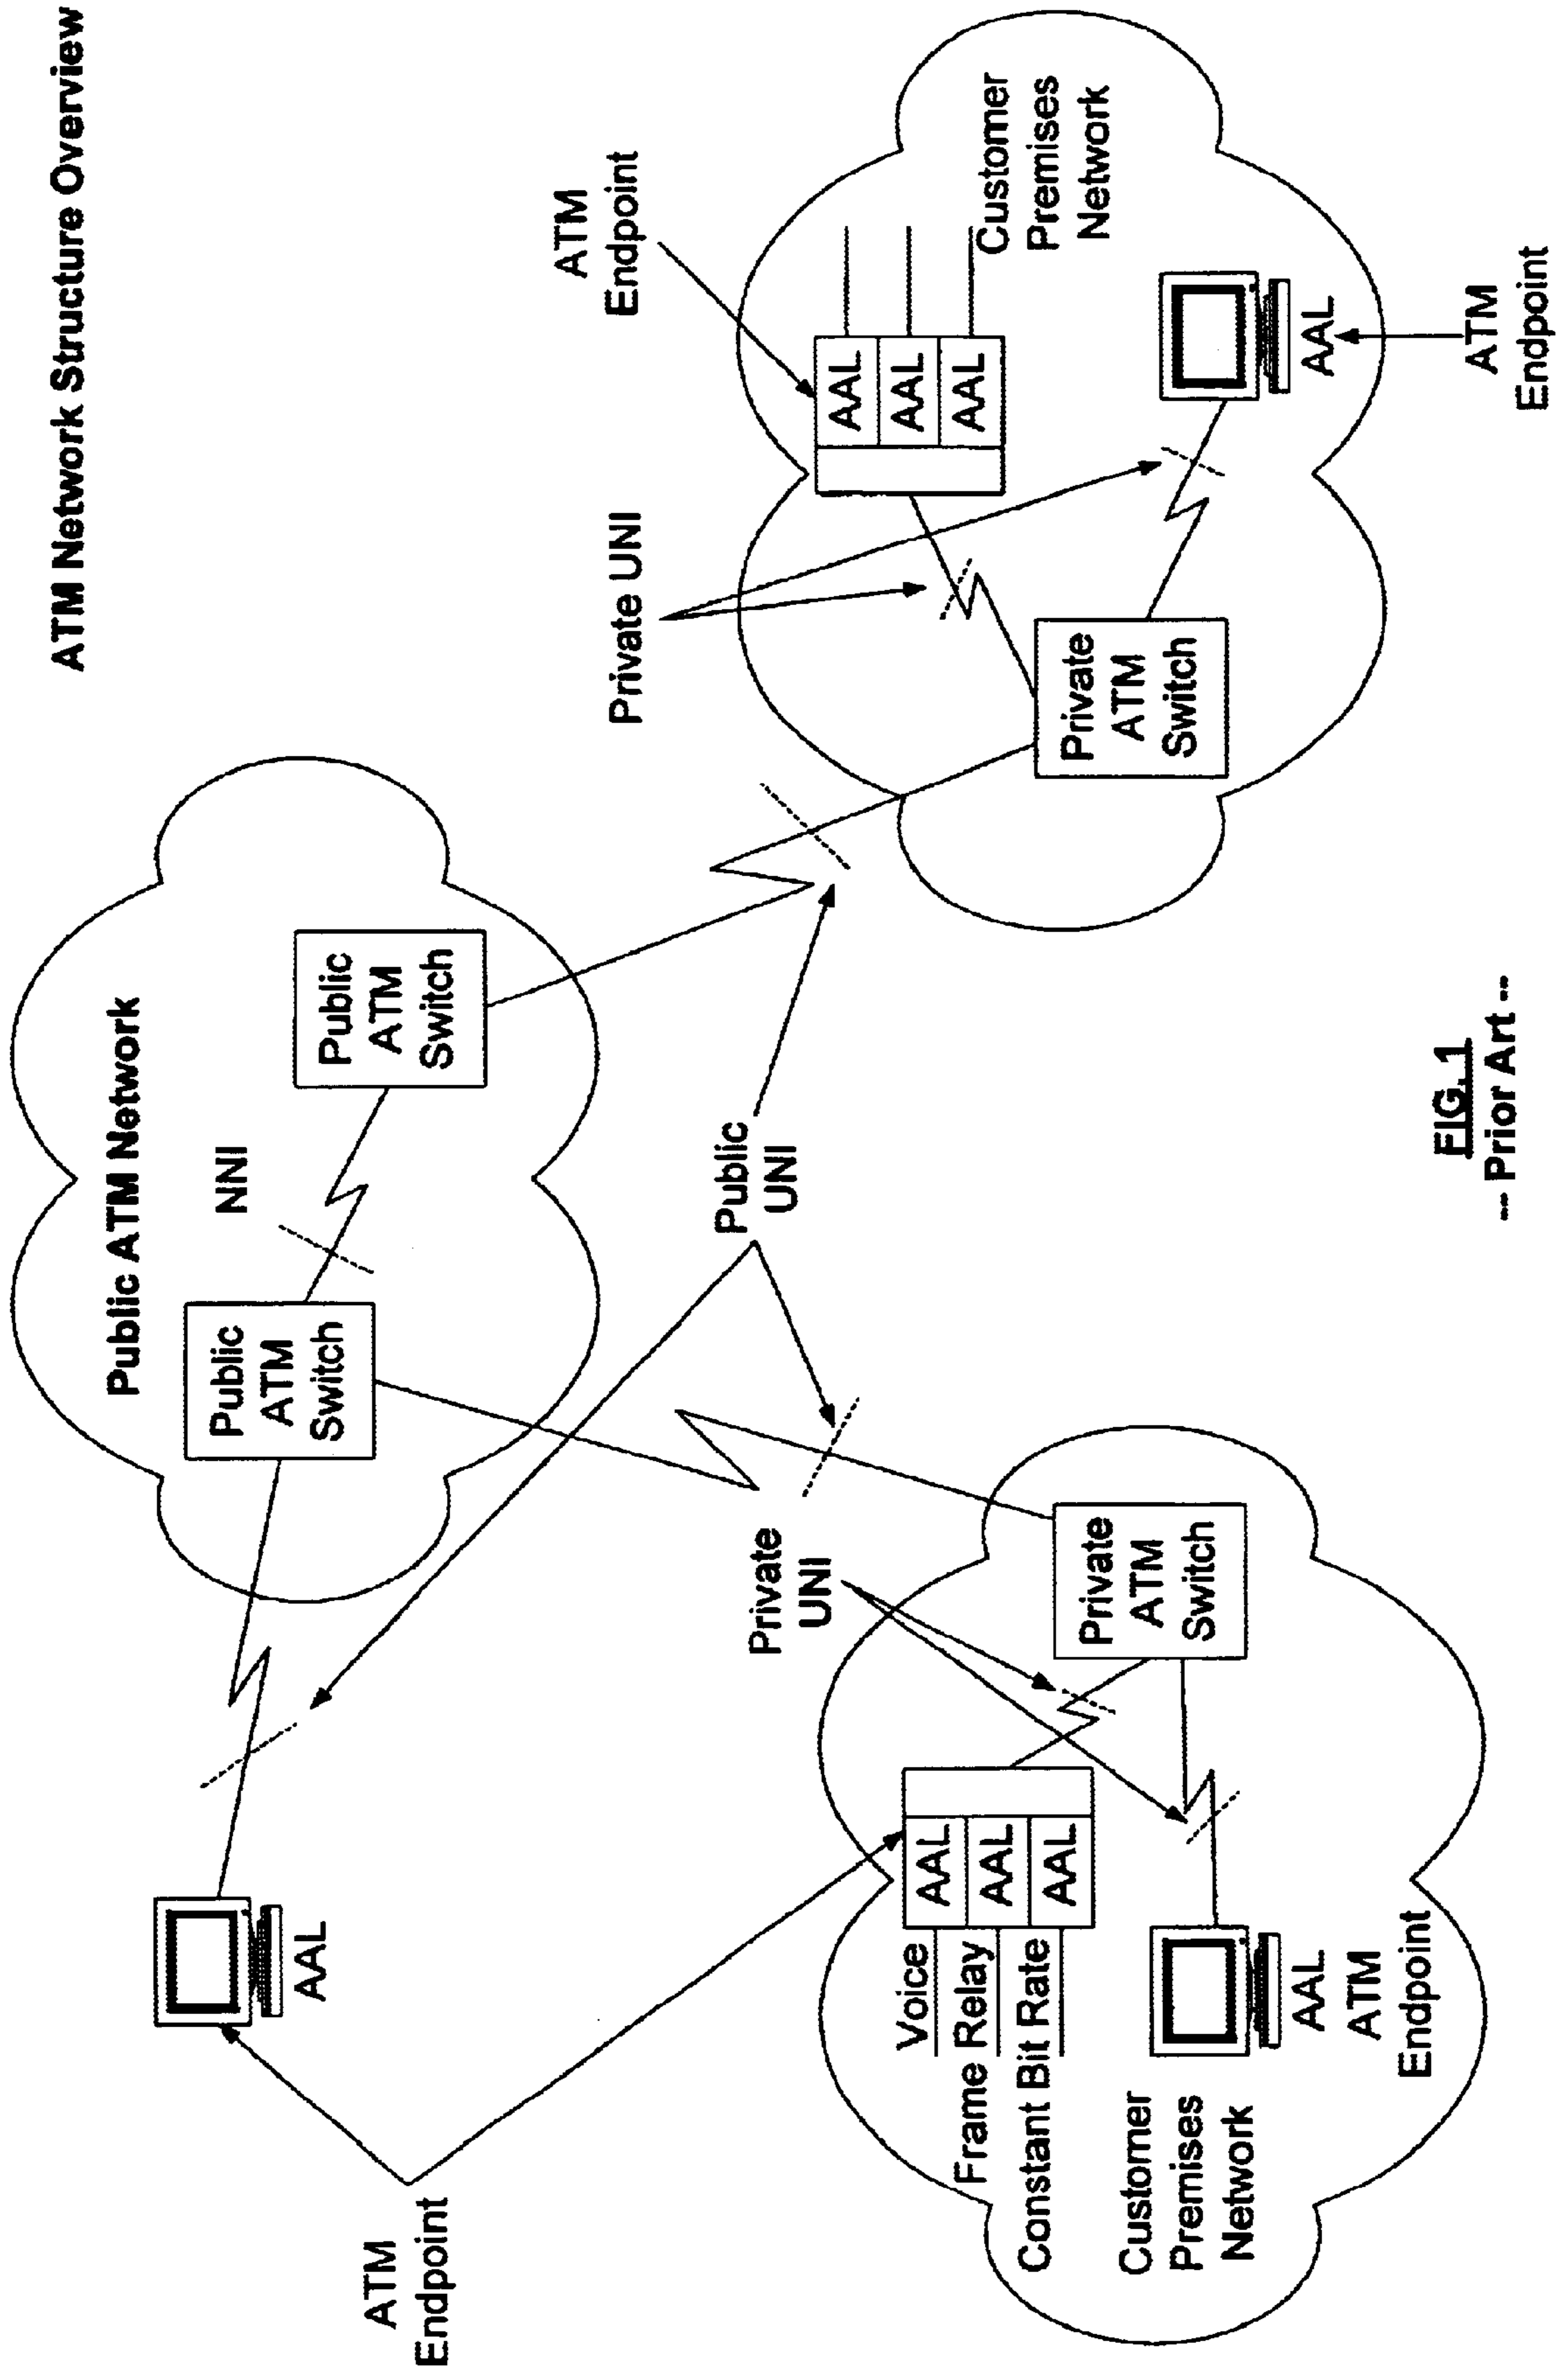 ATM Network Structure Overview
Public ATM Network
NNI
Public
ATM
Switch
Public
ATM
Switch
AAL
ATM
Endpoint
Public
UNI
Private
UNI
Private UNI
ATM
Endpoint
Voice
Frame Relay
Constant Bit Rate
AAL
AAL
AAL
Private
ATM
Switch
Customer
Premises
Network
AAL
ATM
Endpoint
AAL
AAL
AAL
Customer
Premises
Network
Private
ATM
Switch
AAL
ATM
Endpoint
FIG. 1
-- Prior Art --